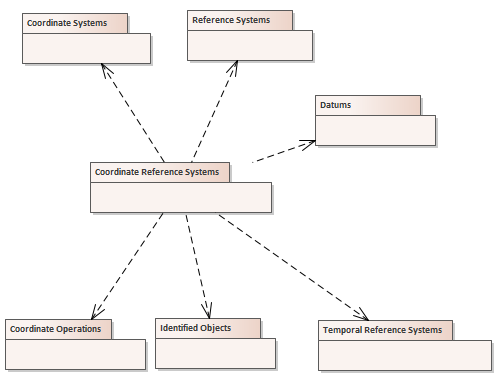 Coordinate Systems
Reference Systems
Datums
Coordinate Reference Systems
Coordinate Operations
Identified Objects
Temporal Reference Systems